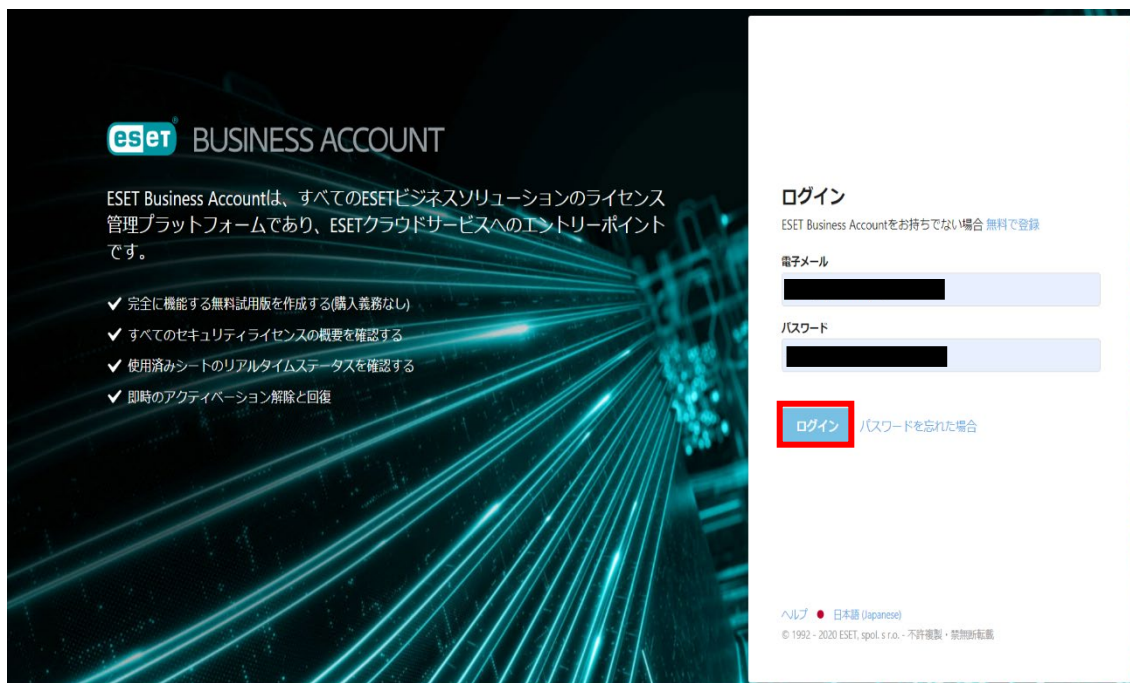 eset® BUSINESS ACCOUNT
ESET Business Accountは、すべてのESETビジネスソリューションのライセンス
管理プラットフォームであり、ESETクラウドサービスへのエントリーポイント
です。
✔ 完全に機能する無料試用版を作成する(購入義務なし)
✔ すべてのセキュリティライセンスの概要を確認する
✔ 使用済みシートのリアルタイムステータスを確認する
✔ 即時のアクティベーション解除と回復
ログイン
ESET Business Accountをお持ちでない場合 無料で登録
電子メール
パスワード
ログイン パスワードを忘れた場合
ヘルプ 日本語 (Japanese)
© 1992 - 2020 ESET, spol. s r.o. - 不許複製・禁無断転載